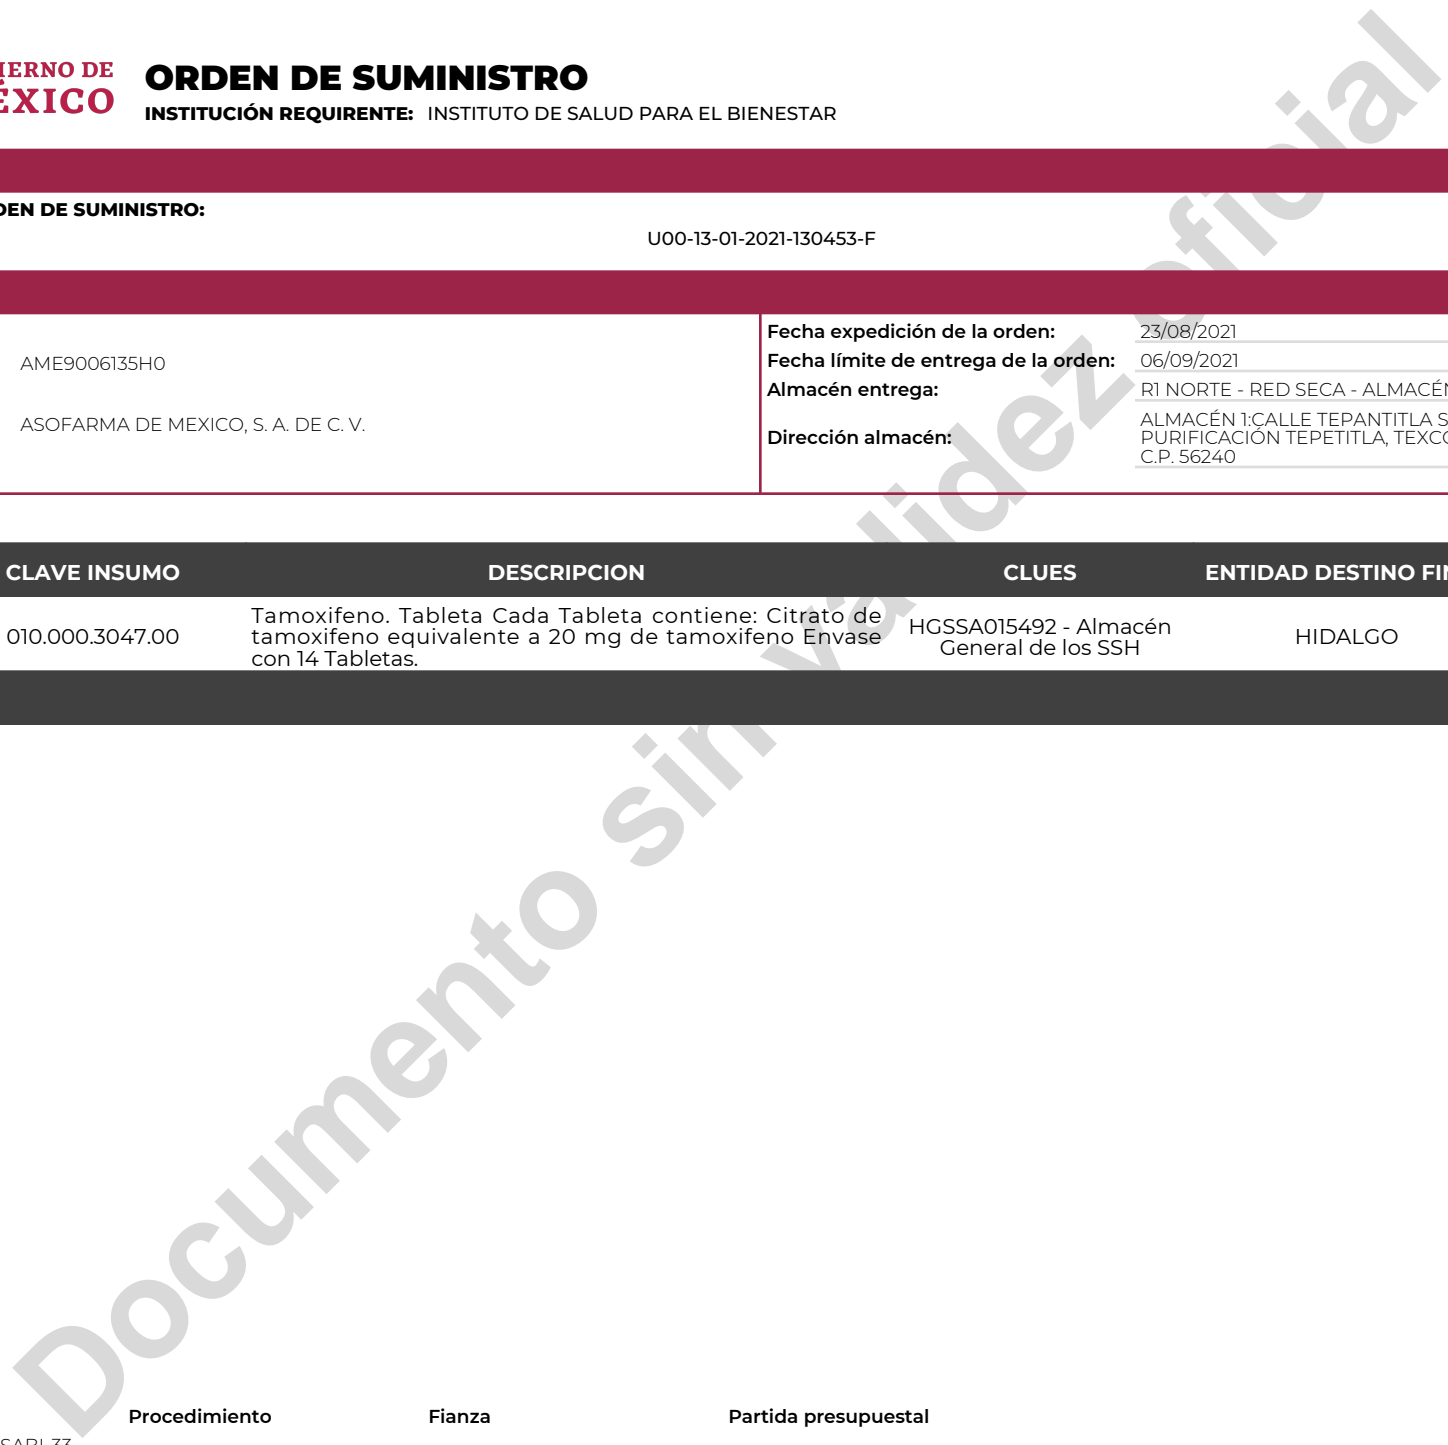 IERNO DE
ÉXICO
ORDEN DE SUMINISTRO
INSTITUCIÓN REQUIRENTE: INSTITUTO DE SALUD PARA EL BIENESTAR
DEN DE SUMINISTRO:
U00-13-01-2021-130453-F
AME9006135H0
ASOFARMA DE MEXICO, S. A. DE C. V.
Fecha expedición de la orden: 23/08/2021
Fecha límite de entrega de la orden: 06/09/2021
Almacén entrega: R1 NORTE - RED SECA - ALMACÉN
Dirección almacén: ALMACÉN 1:CALLE TEPANTITLA S
PURIFICACIÓN TEPETITLA, TEXCO
C.P. 56240
CLAVE INSUMO DESCRIPCION CLUES ENTIDAD DESTINO FIN
010.000.3047.00
Tamoxifeno. Tableta Cada Tableta contiene: Citrato de
tamoxifeno equivalente a 20 mg de tamoxifeno Envase
con 14 Tabletas.
HGSSA015492 - Almacén
General de los SSH
HIDALGO
Documento sin validez oficial
Procedimiento Fianza Partida presupuestal
SABI-33